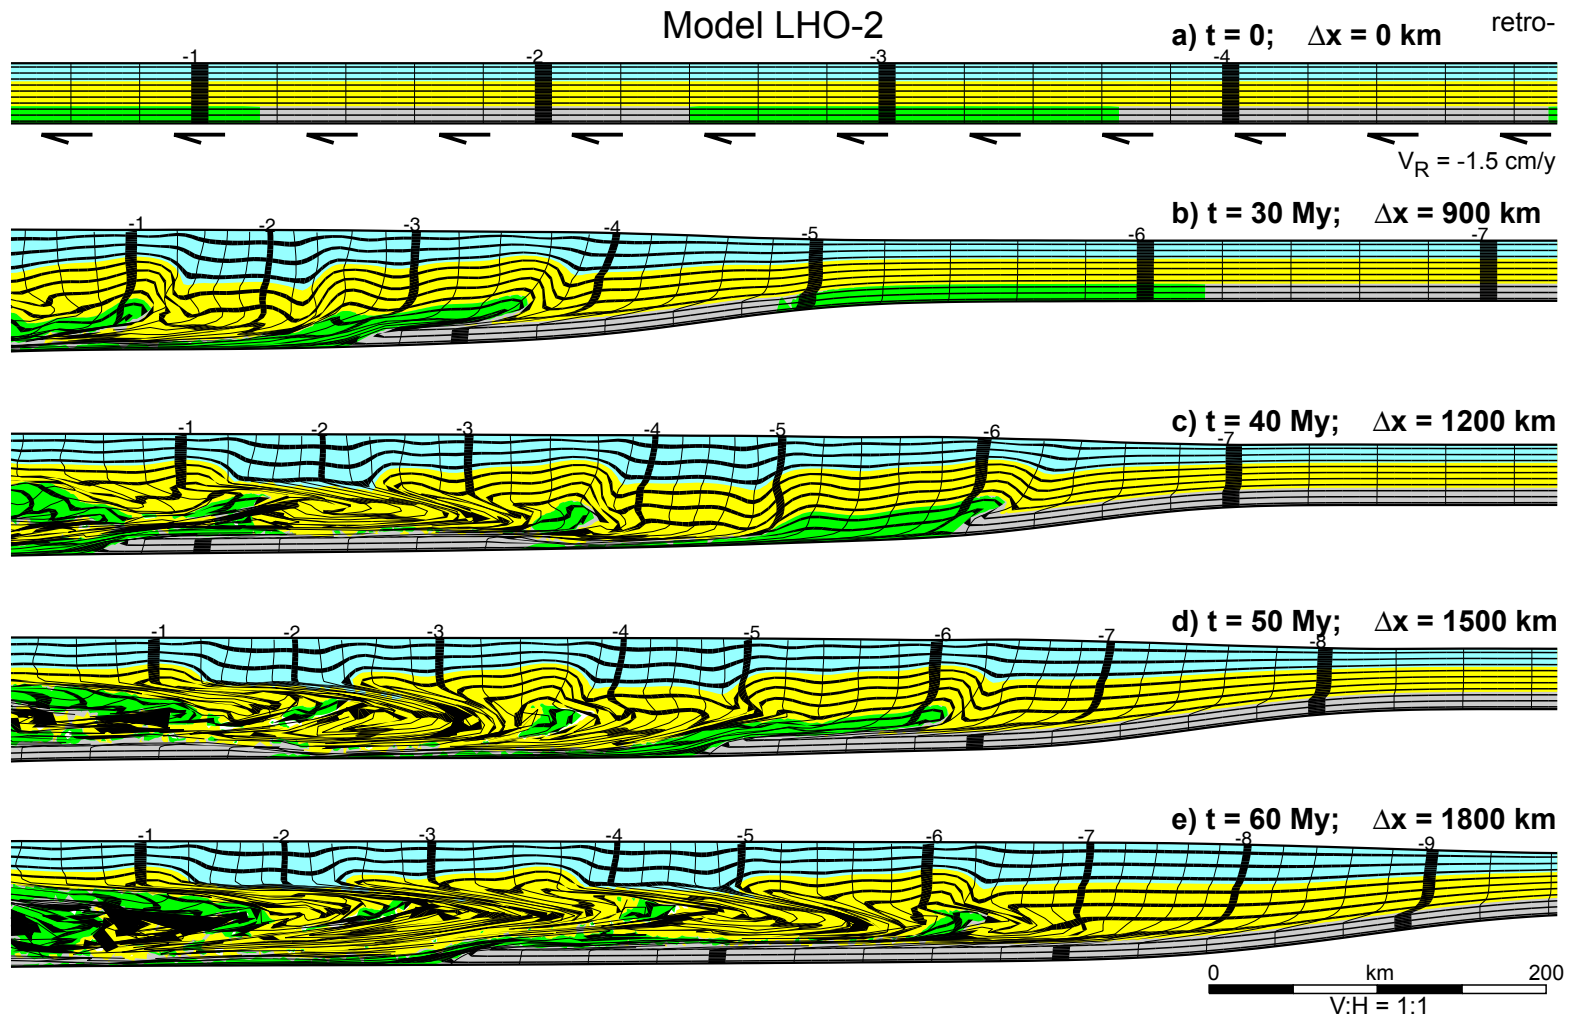 Model LHO-2
a) t = 0; Δx = 0 km
retro-
-1 -2 -3 -4
V_R = -1.5 cm/y
b) t = 30 My; Δx = 900 km
-1 -2 -3 -4 -5 -6 -7
c) t = 40 My; Δx = 1200 km
-1 -2 -3 -4 -5 -6 -7
d) t = 50 My; Δx = 1500 km
-1 -2 -3 -4 -5 -6 -7 -8
e) t = 60 My; Δx = 1800 km
-1 -2 -3 -4 -5 -6 -7 -8 -9
0 km 200
V:H = 1:1